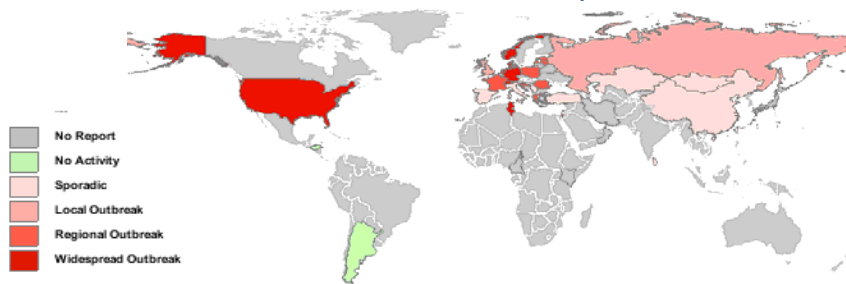 No Report
No Activity
Sporadic
Local Outbreak
Regional Outbreak
Widespread Outbreak